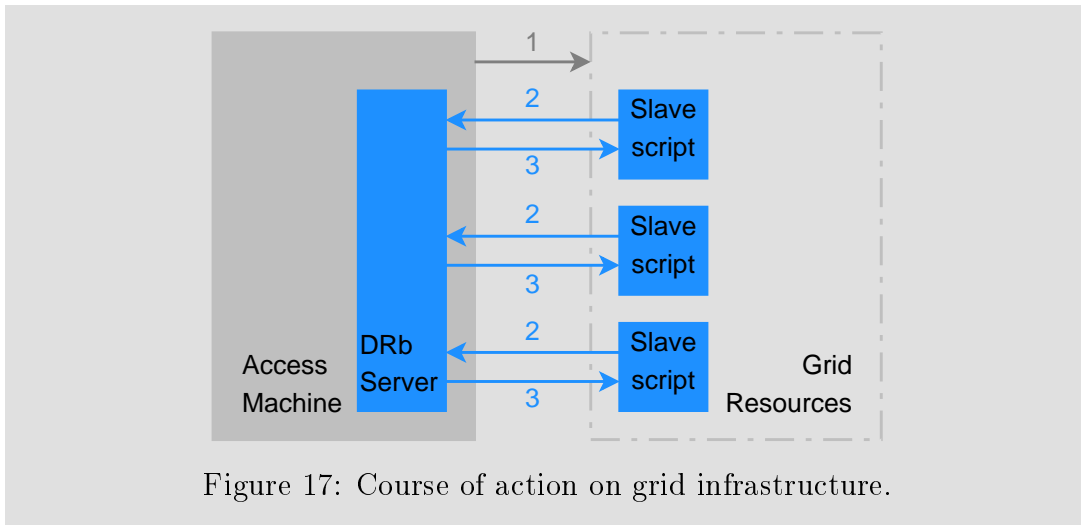 1
2
Slave
script
3
2
Slave
script
3
2
Slave
script
3
DRb
Server
Access
Machine
Grid
Resources
Figure 17: Course of action on grid infrastructure.